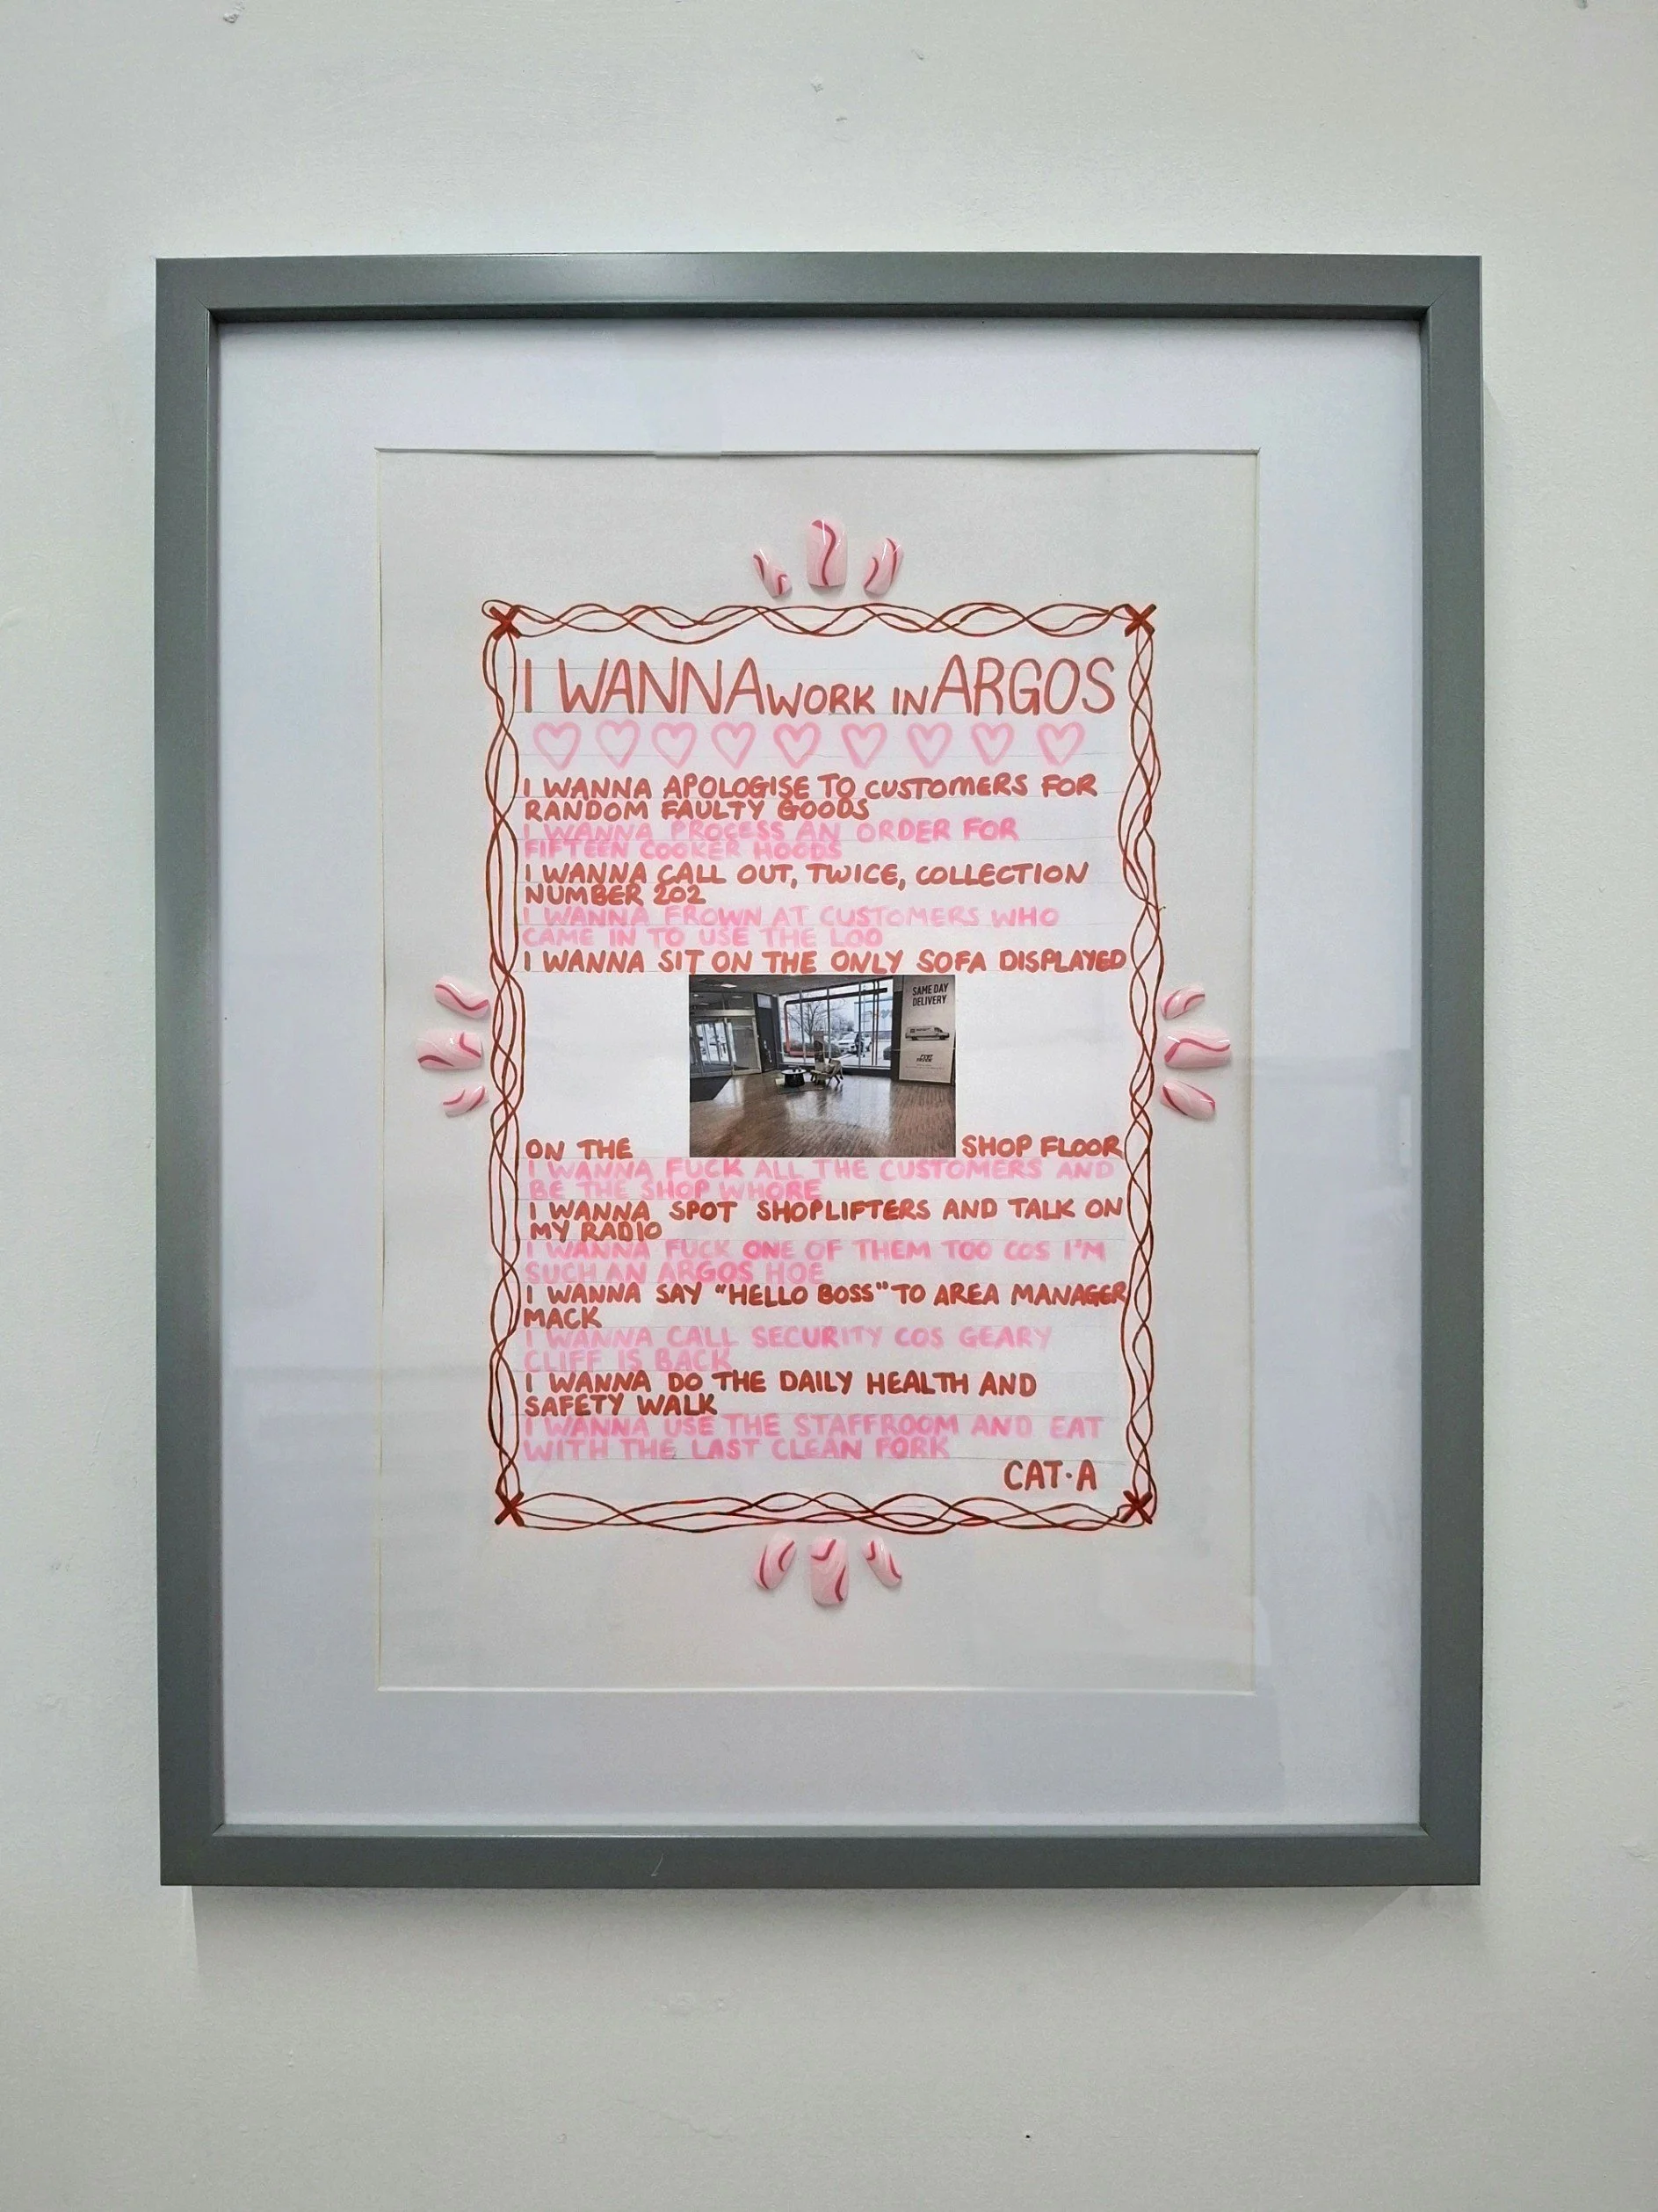 I WANNA WORK IN ARGOS
I WANNA APOLOGISE TO CUSTOMERS FOR
RANDOM FAULTY GOODS
I WANNA PROCESS AN ORDER FOR
FIFTEEN COOKER HOODS
I WANNA CALL OUT, TWICE, COLLECTION
NUMBER 202
I WANNA FROWN AT CUSTOMERS WHO
CAME IN TO USE THE LOO
I WANNA SIT ON THE ONLY SOFA DISPLAYED
SAME DAY
DELIVERY
ON THE SHOP FLOOR
I WANNA FUCK ALL THE CUSTOMERS AND
BE THE SHOP WHORE
I WANNA SPOT SHOPLIFTERS AND TALK ON
MY RADIO
I WANNA FUCK ONE OF THEM TOO COS I'M
SUCH AN ARGOS HOE
I WANNA SAY "HELLO BOSS" TO AREA MANAGER
MACK
I WANNA CALL SECURITY COS GEARY
CLIFF IS BACK
I WANNA DO THE DAILY HEALTH AND
SAFETY WALK
I WANNA USE THE STAFFROOM AND EAT
WITH THE LAST CLEAN FORK
CAT·A